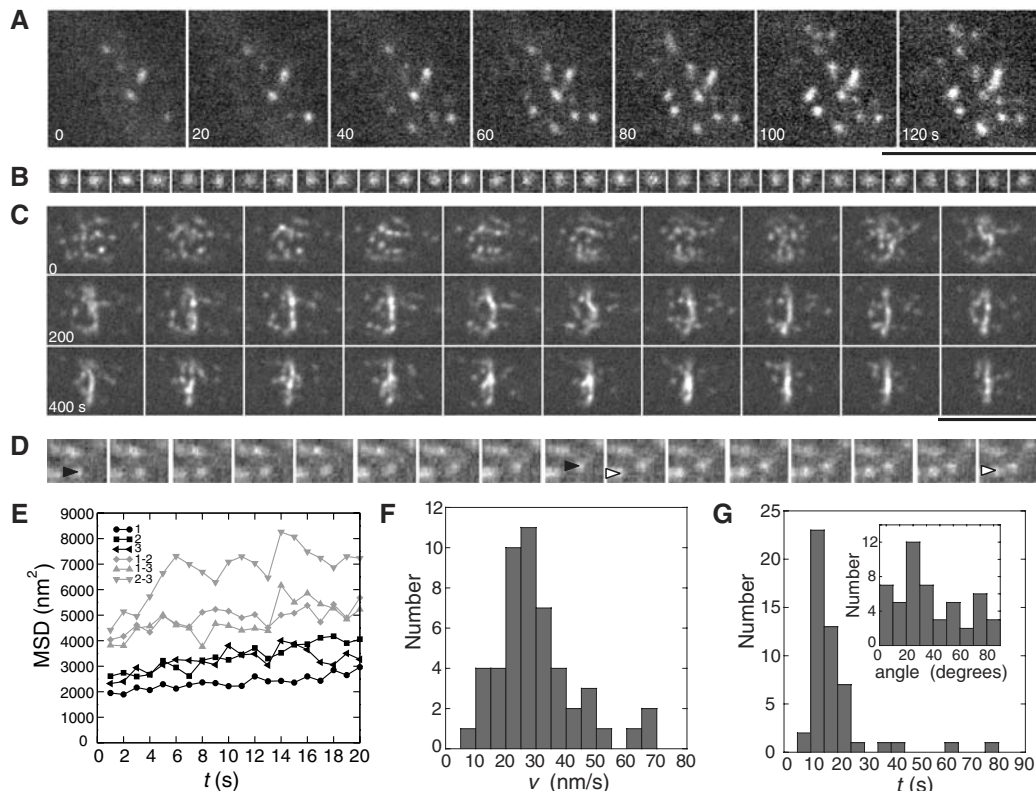 A
0
20
40
60
80
100
120 s
B
C
0
200
400 s
D
E
9000
8000
7000
6000
5000
4000
3000
2000
1000
0
MSD (nm²)
1
2
3
1-2
1-3
2-3
0 2 4 6 8 10 12 14 16 18 20
t (s)
F
12
10
8
6
4
2
0
Number
0 10 20 30 40 50 60 70 80
v (nm/s)
G
25
20
15
10
5
0
Number
12
8
4
0
Number
0 20 40 60 80
angle (degrees)
0 10 20 30 40 50 60 70 80 90
t (s)